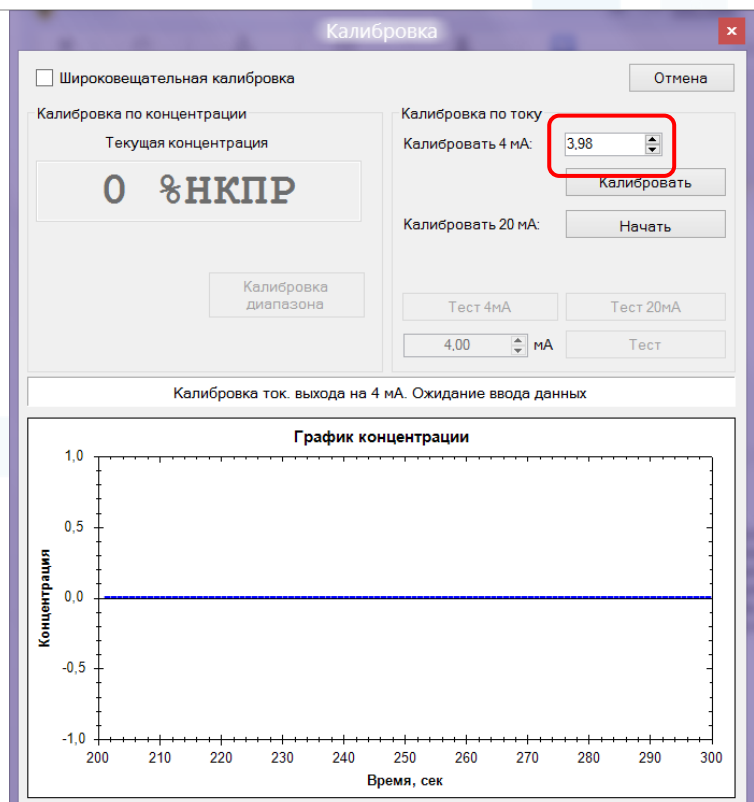 Калибровка
Широковещательная калибровка
Отмена
Калибровка по концентрации
Текущая концентрация
0 %НКПР
Калибровка
диапазона
Калибровка по току
Калибровать 4 мА: 3,98
Калибровать
Калибровать 20 мА: Начать
Тест 4мА Тест 20мА
4,00 мА Тест
Калибровка ток. выхода на 4 мА. Ожидание ввода данных
График концентрации
Концентрация
1,0
0,5
0,0
-0,5
-1,0
200 210 220 230 240 250 260 270 280 290 300
Время, сек